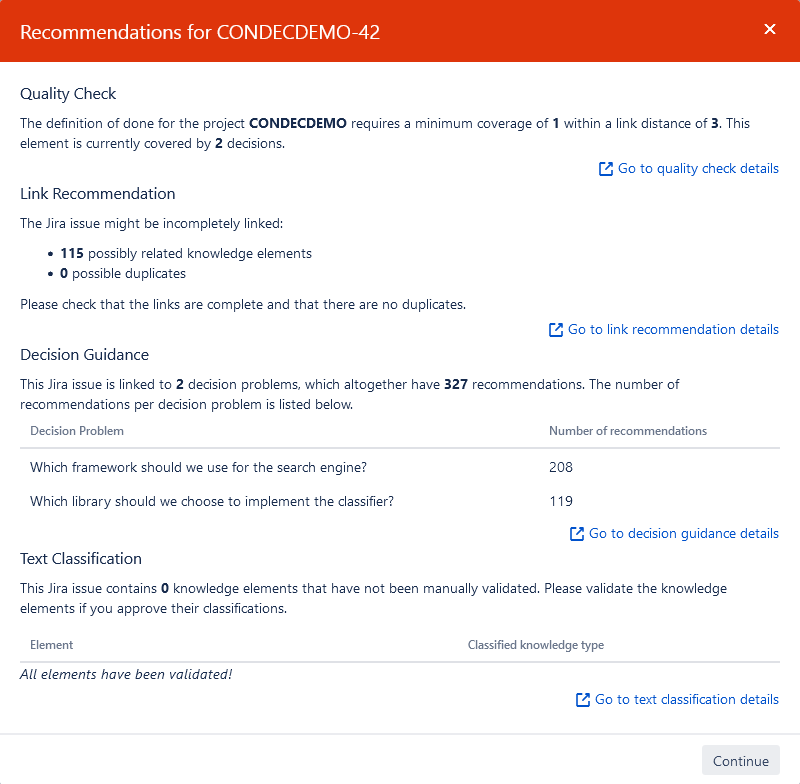 Recommendations for CONDECDEMO-42
Quality Check
The definition of done for the project CONDECDEMO requires a minimum coverage of 1 within a link distance of 3. This
element is currently covered by 2 decisions.
Go to quality check details
Link Recommendation
The Jira issue might be incompletely linked:
• 115 possibly related knowledge elements
• 0 possible duplicates
Please check that the links are complete and that there are no duplicates.
Go to link recommendation details
Decision Guidance
This Jira issue is linked to 2 decision problems, which altogether have 327 recommendations. The number of
recommendations per decision problem is listed below.
Decision Problem Number of recommendations
Which framework should we use for the search engine? 208
Which library should we choose to implement the classifier? 119
Go to decision guidance details
Text Classification
This Jira issue contains 0 knowledge elements that have not been manually validated. Please validate the knowledge
elements if you approve their classifications.
Element Classified knowledge type
All elements have been validated!
Go to text classification details
Continue